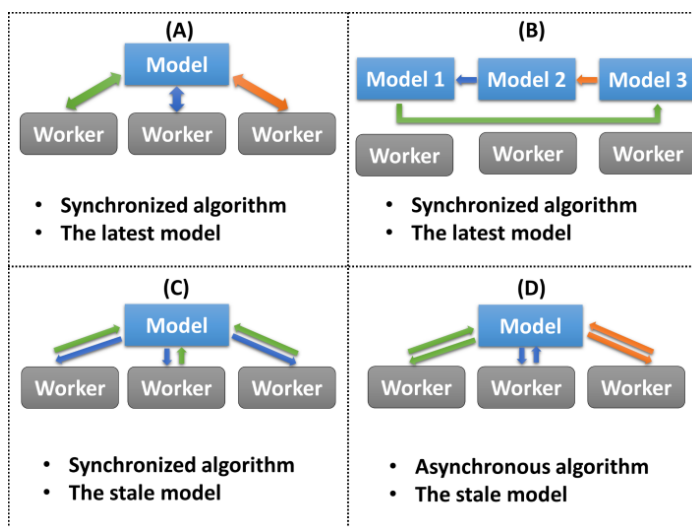 (A)
Model
Worker Worker Worker
• Synchronized algorithm
• The latest model
(B)
Model 1 Model 2 Model 3
Worker Worker Worker
• Synchronized algorithm
• The latest model
(C)
Model
Worker Worker Worker
• Synchronized algorithm
• The stale model
(D)
Model
Worker Worker Worker
• Asynchronous algorithm
• The stale model